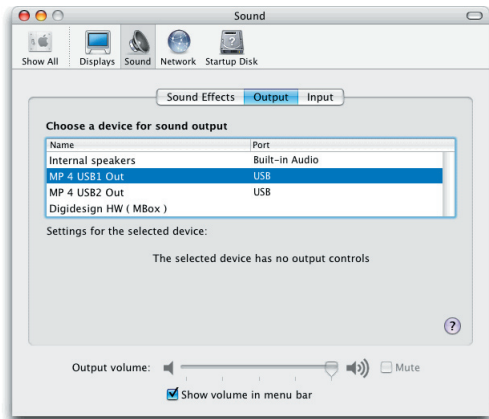 Sound
Show All Displays Sound Network Startup Disk
Sound Effects Output Input
Choose a device for sound output
Name Port
Internal speakers Built-in Audio
MP 4 USB1 Out USB
MP 4 USB2 Out USB
Digidesign HW ( MBox )
Settings for the selected device:
The selected device has no output controls
?
Output volume: Mute
Show volume in menu bar